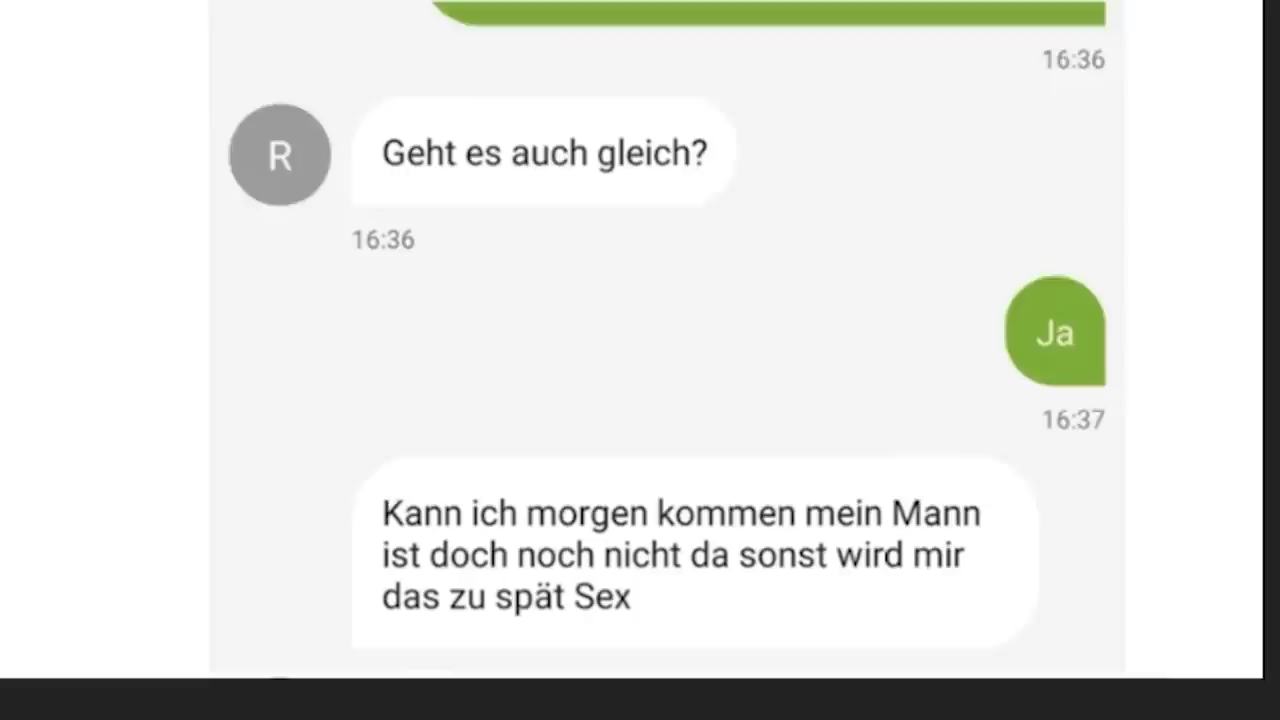 16:36
R
Geht es auch gleich?
16:36
Ja
16:37
Kann ich morgen kommen mein Mann
ist doch noch nicht da sonst wird mir
das zu spät Sex